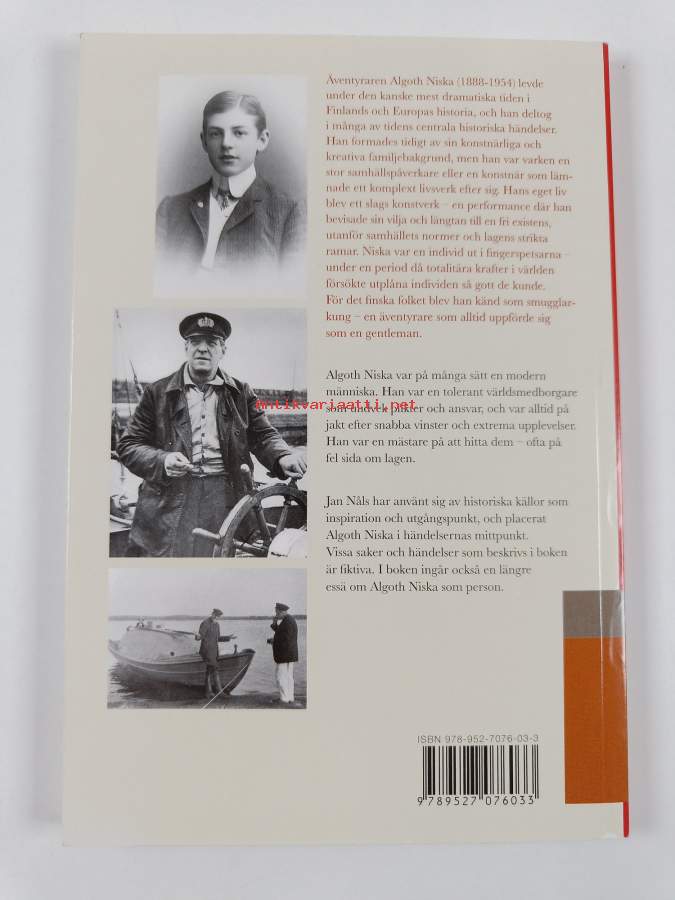 Äventyraren Algoth Niska (1888-1954) levde
under den kanske mest dramatiska tiden i
Finlands och Europas historia, och han deltog
i många av tidens centrala historiska händelser.
Han formades tidigt av sin konstnärliga och
kreativa familjebakgrund, men han var varken en
stor samhällspåverkare eller en konstnär som läm-
nade ett komplext livsverk efter sig. Hans eget liv
blev ett slags konstverk – en performance där han
bevisade sin vilja och längtan till en fri existens,
utanför samhällets normer och lagens strikta
ramar. Niska var en individ ut i fingerspetsarna –
under en period då totalitära krafter i världen
försökte utplåna individen så gott de kunde.
För det finska folket blev han känd som smugglar-
kung – en äventyrare som alltid uppförde sig
som en gentleman.
Algoth Niska var på många sätt en modern
människa. Han var en tolerant världsmedborgare
Antikvariaatti.net
som undvek plikter och ansvar, och var alltid på
jakt efter snabba vinster och extrema upplevelser.
Han var en mästare på att hitta dem – ofta på
fel sida om lagen.
Jan Nåls har använt sig av historiska källor som
inspiration och utgångspunkt, och placerat
Algoth Niska i händelsernas mittpunkt.
Vissa saker och händelser som beskrivs i boken
är fiktiva. I boken ingår också en längre
essä om Algoth Niska som person.
ISBN 978-952-7076-03-3
9 789527 076033